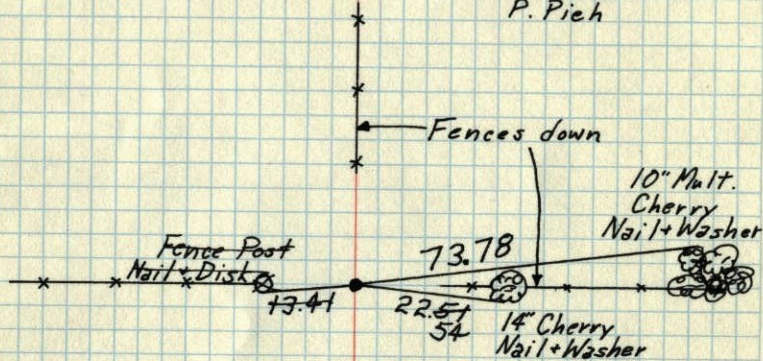 P. Pieh
Fences down
10" Mult.
Cherry
Nail+Washer
Fence Post
Nail+Disk
73.78
13.41
22.51
54
14" Cherry
Nail+Washer